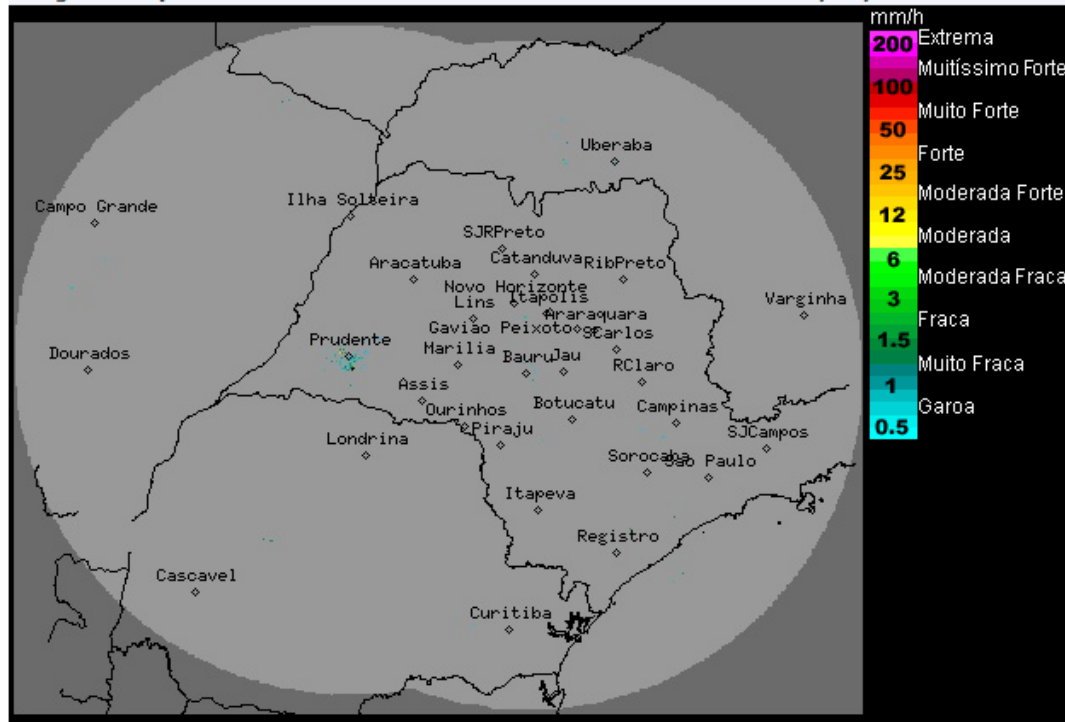 mm/h
200 Extrema
Muitíssimo Forte
100
Muito Forte
50
Forte
25
Moderada Forte
12
Moderada
6
Moderada Fraca
3
Fraca
1.5
Muito Fraca
1
Garoa
0.5
Uberaba
Campo Grande
Ilha Solteira
SJRPreto
Aracatuba
Catanduva
RibPreto
Novo Horizonte
Lins
Itapolis
Varginha
Araraquara
Gavião Peixoto
SCarlos
Dourados
Prudente
Marilia
Bauru
Jau
RClaro
Assis
Ourinhos
Botucatu
Campinas
Londrina
Piraju
SJCampos
Sorocaba
Sao Paulo
Itapeva
Registro
Cascavel
Curitiba